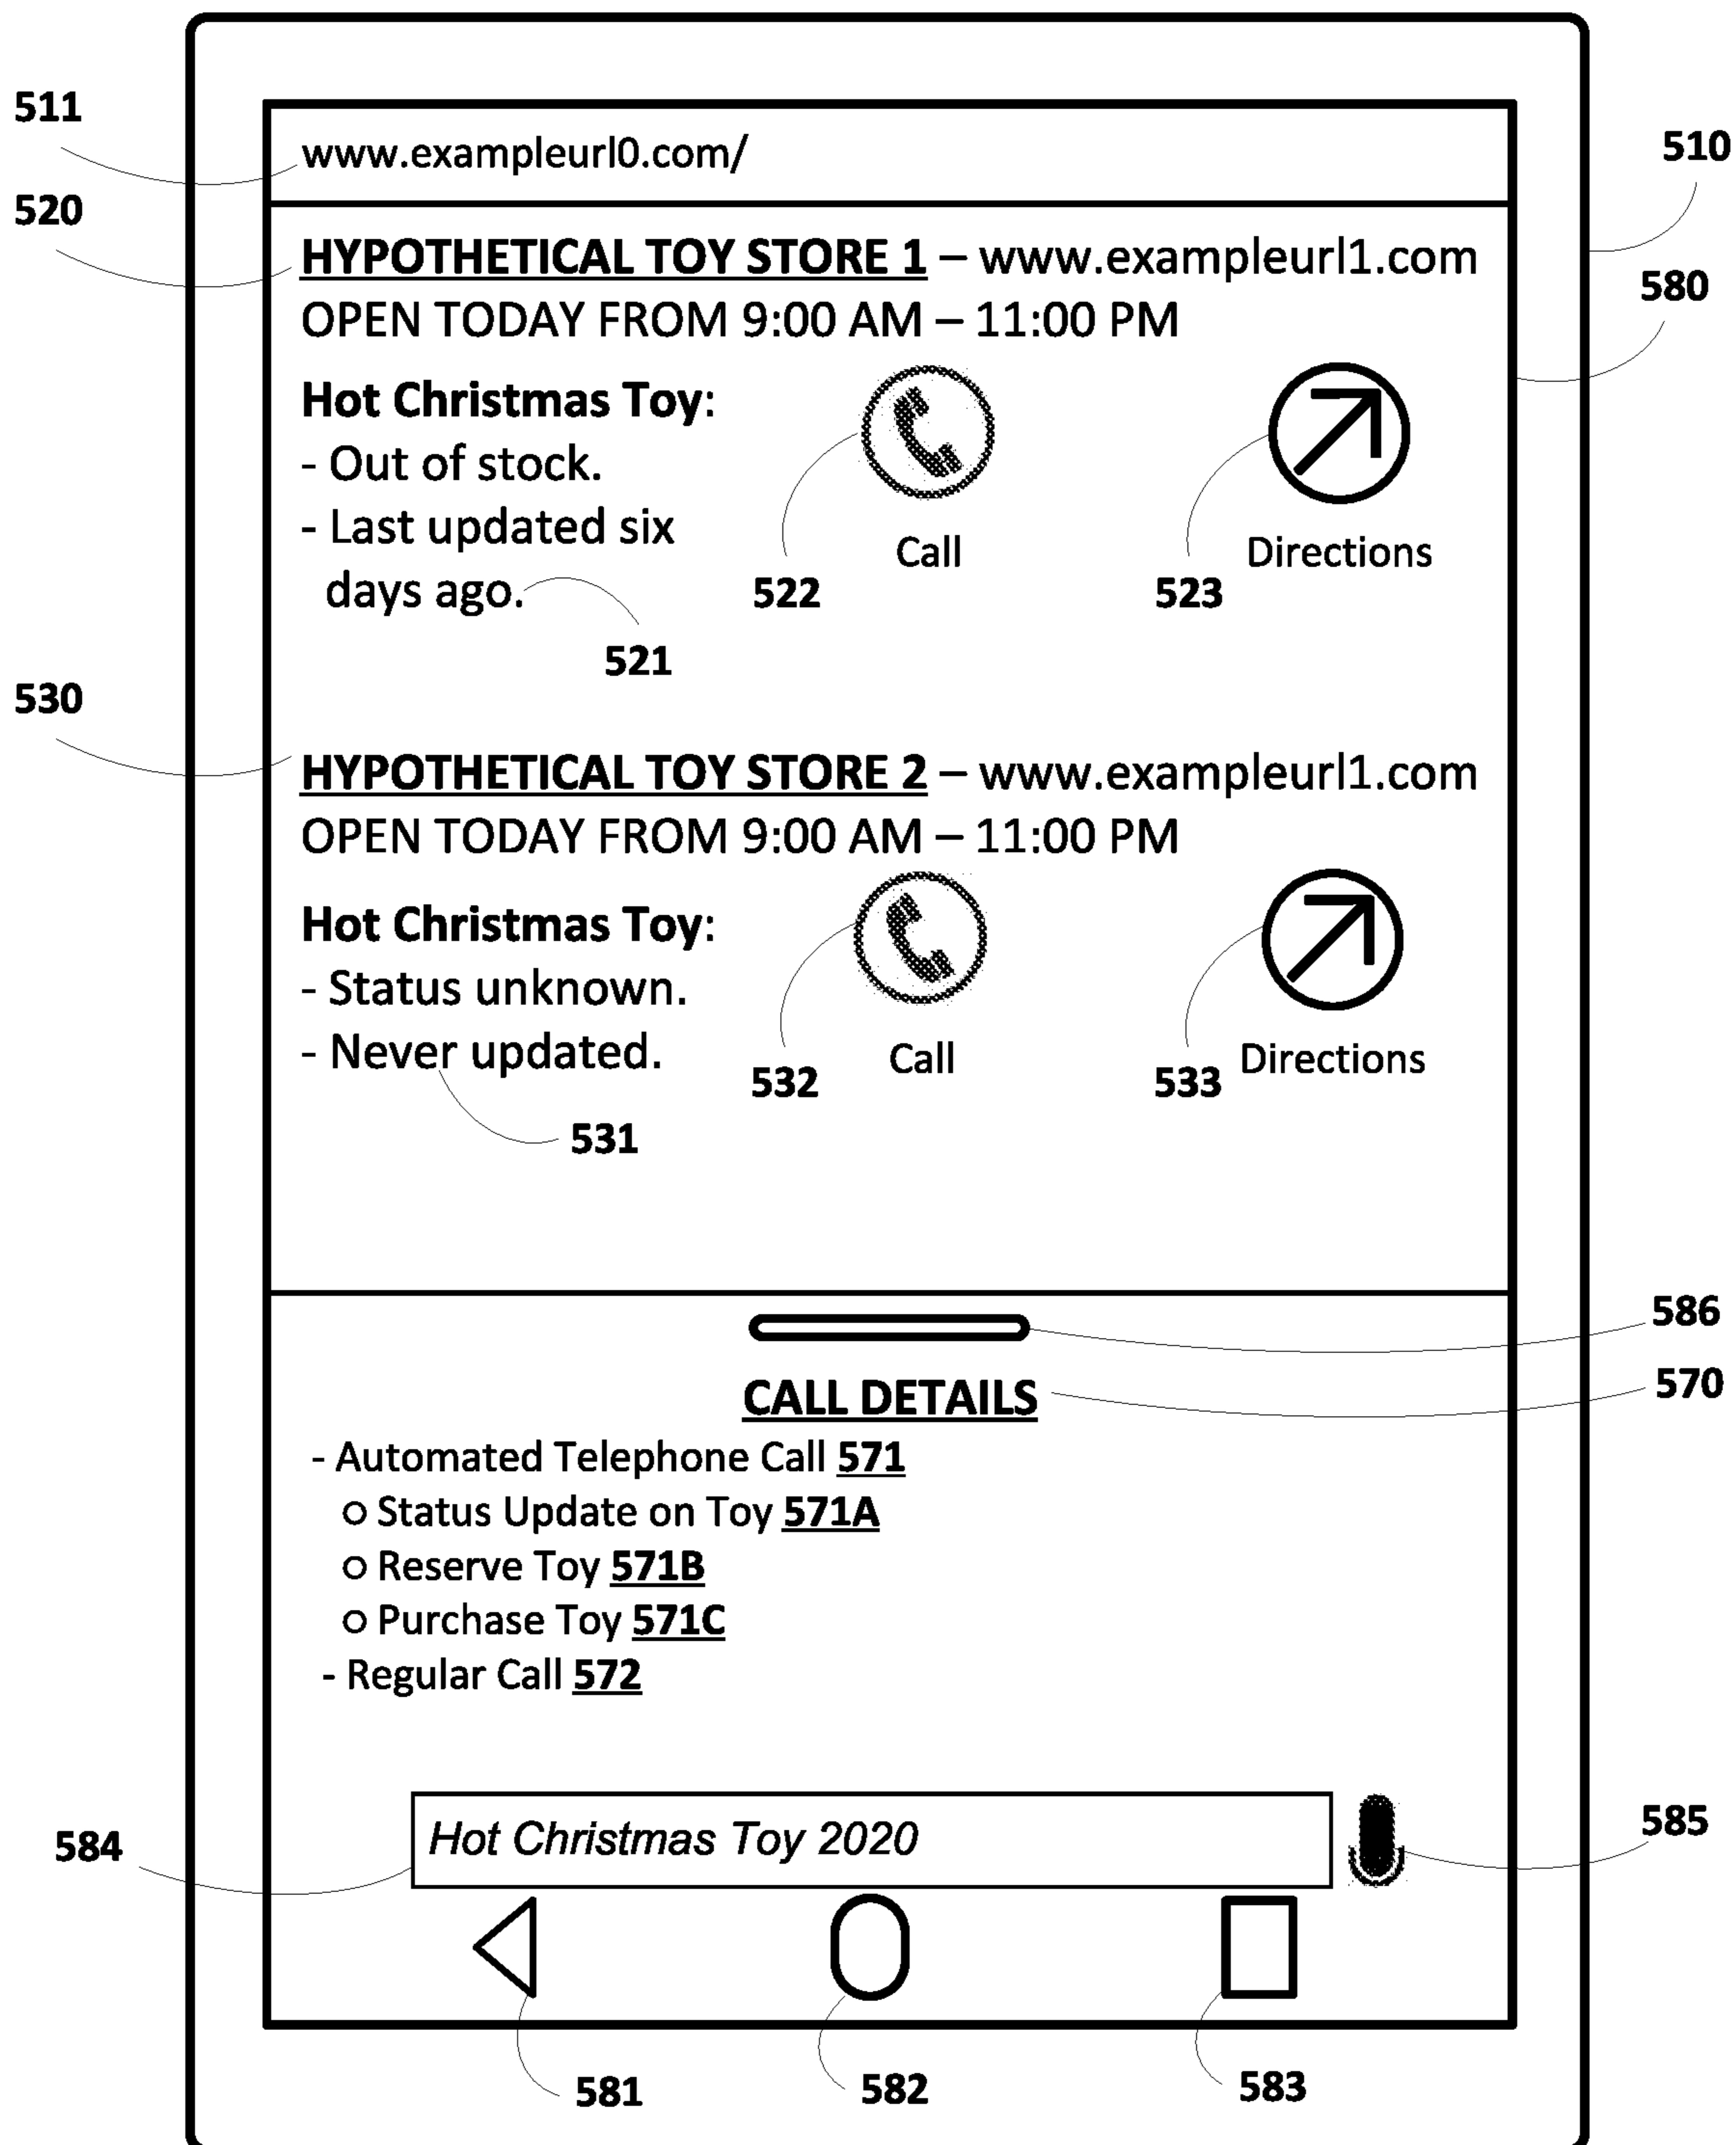 511
www.exampleurl0.com/
510
520
HYPOTHETICAL TOY STORE 1 – www.exampleurl1.com
580
OPEN TODAY FROM 9:00 AM – 11:00 PM
Hot Christmas Toy:
- Out of stock.
- Last updated six
days ago.
Call
Directions
522
523
521
530
HYPOTHETICAL TOY STORE 2 – www.exampleurl1.com
OPEN TODAY FROM 9:00 AM – 11:00 PM
Hot Christmas Toy:
- Status unknown.
- Never updated.
Call
Directions
532
533
531
586
CALL DETAILS
570
- Automated Telephone Call 571
○ Status Update on Toy 571A
○ Reserve Toy 571B
○ Purchase Toy 571C
- Regular Call 572
584
Hot Christmas Toy 2020
585
581
582
583